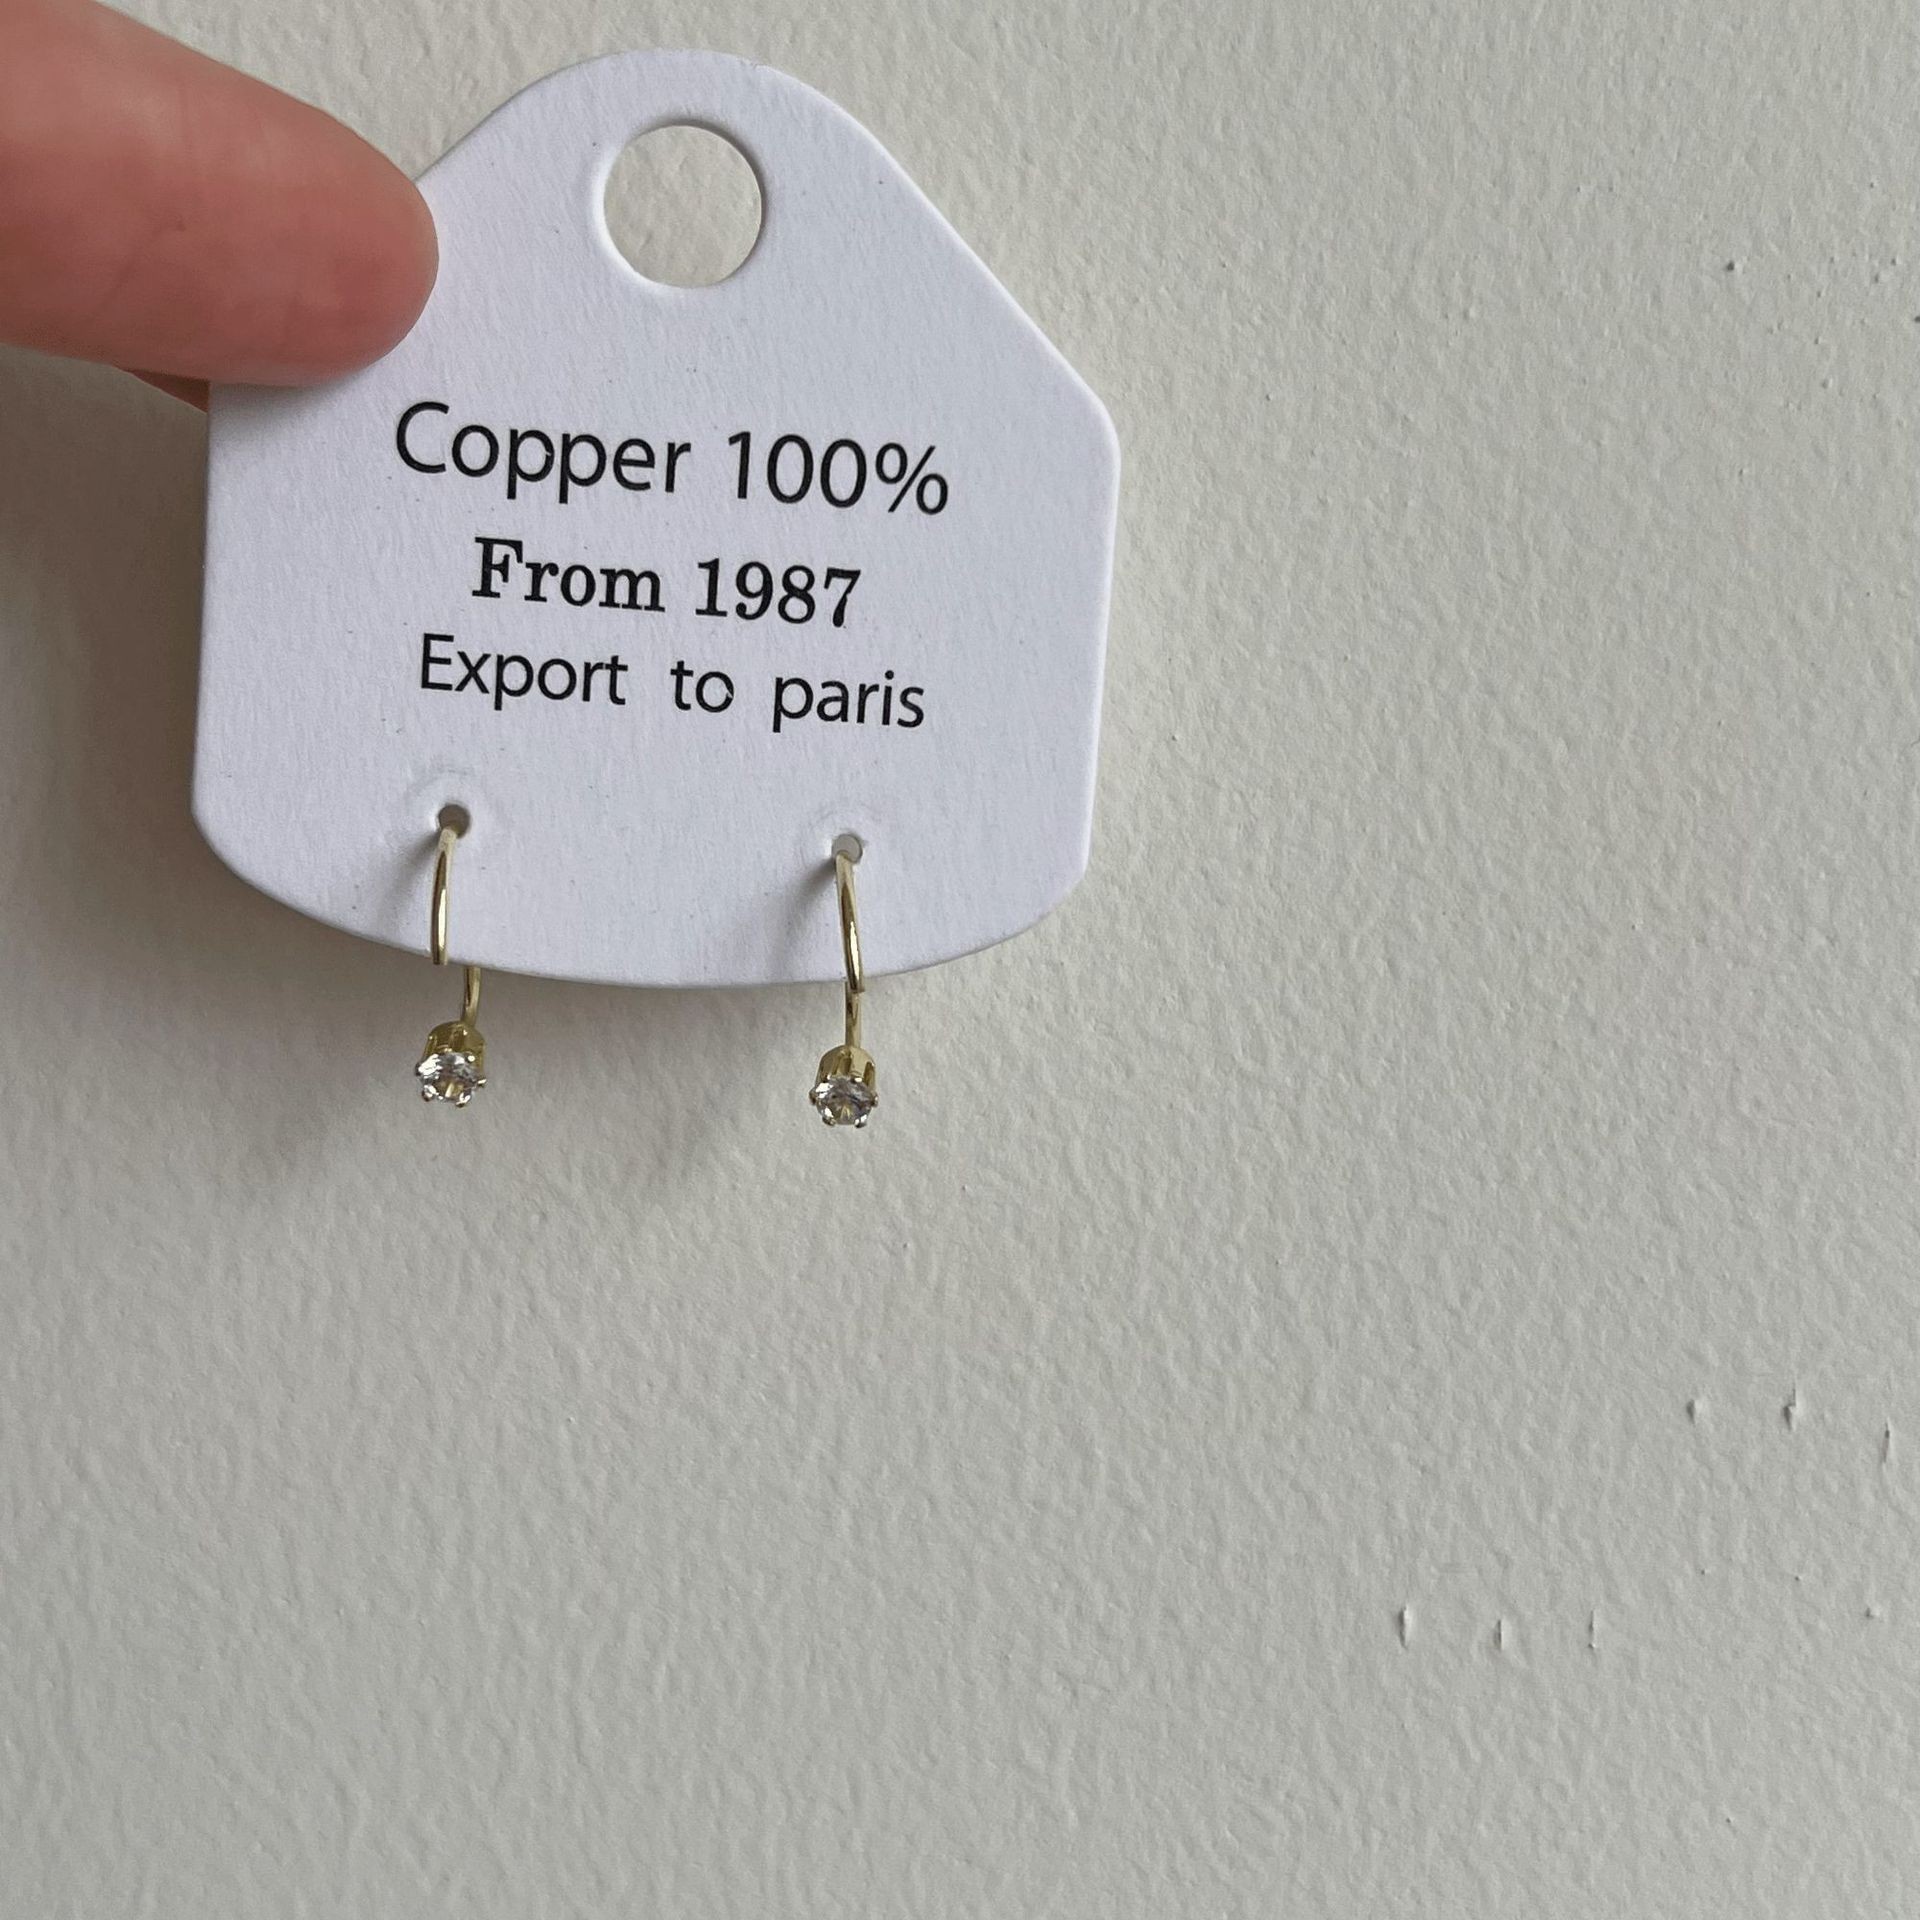 Copper 100%
From 1987
Export to paris